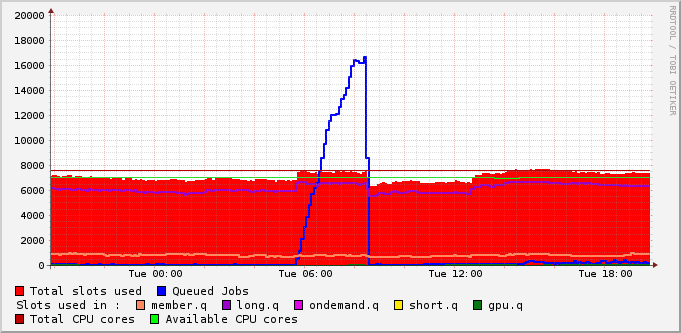 20000
18000
16000
14000
12000
10000
8000
6000
4000
2000
0
Tue 00:00 Tue 06:00 Tue 12:00 Tue 18:00
RRDTOOL / TOBI OETIKER
Total slots used Queued Jobs
Slots used in : member.q long.q ondemand.q short.q gpu.q
Total CPU cores Available CPU cores